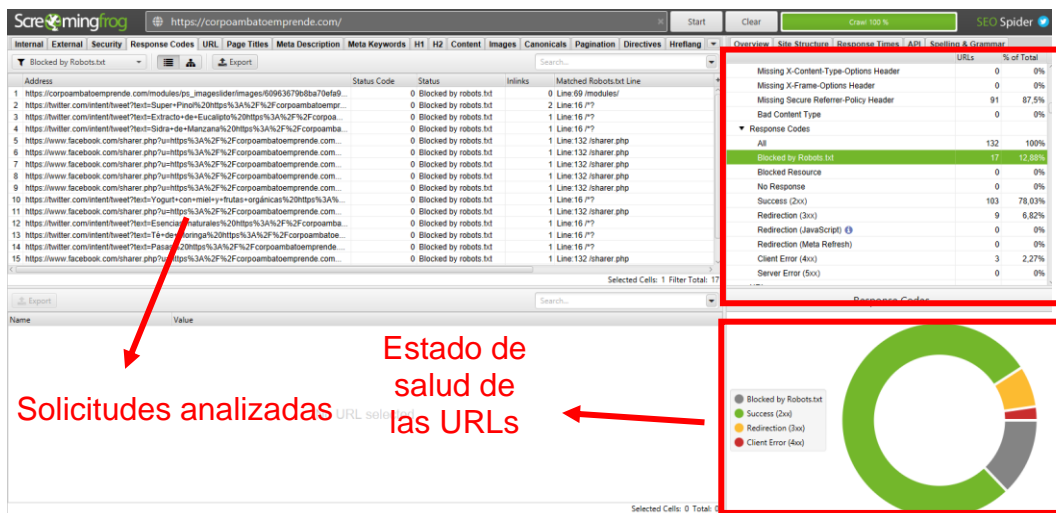 Screamingfrog https://corpoambatoemprende.com/ Start Clear Crawl 100 % SEO Spider
Internal External Security Response Codes URL Page Titles Meta Description Meta Keywords H1 H2 Content Images Canonicals Pagination Directives Hreflang Overview Site Structure Response Times API Spelling & Grammar
Blocked by Robots.txt Export Search...
Address Status Code Status Inlinks Matched Robots.txt Line
1 https://corpoambatoemprende.com/modules/ps_imageslider/images/60963679b8ba70efa9... 0 Blocked by robots.txt 0 Line:69 /modules/
2 https://twitter.com/intent/tweet?text=Super+Pinol%20https%3A%2F%2Fcorpoambatoempr... 0 Blocked by robots.txt 2 Line:16 /*?
3 https://twitter.com/intent/tweet?text=Extracto+de+Eucalipto%20https%3A%2F%2Fcorpoa... 0 Blocked by robots.txt 1 Line:16 /*?
4 https://twitter.com/intent/tweet?text=Sidra+de+Manzana%20https%3A%2F%2Fcorpoamba... 0 Blocked by robots.txt 1 Line:16 /*?
5 https://www.facebook.com/sharer.php?u=https%3A%2F%2Fcorpoambatoemprende.com... 0 Blocked by robots.txt 1 Line:132 /sharer.php
6 https://www.facebook.com/sharer.php?u=https%3A%2F%2Fcorpoambatoemprende.com... 0 Blocked by robots.txt 1 Line:132 /sharer.php
7 https://www.facebook.com/sharer.php?u=https%3A%2F%2Fcorpoambatoemprende.com... 0 Blocked by robots.txt 1 Line:132 /sharer.php
8 https://www.facebook.com/sharer.php?u=https%3A%2F%2Fcorpoambatoemprende.com... 0 Blocked by robots.txt 1 Line:132 /sharer.php
9 https://www.facebook.com/sharer.php?u=https%3A%2F%2Fcorpoambatoemprende.com... 0 Blocked by robots.txt 1 Line:132 /sharer.php
10 https://twitter.com/intent/tweet?text=Yogurt+con+miel+y+frutas+orgánicas%20https%3A%... 0 Blocked by robots.txt 1 Line:16 /*?
11 https://www.facebook.com/sharer.php?u=https%3A%2F%2Fcorpoambatoemprende.com... 0 Blocked by robots.txt 1 Line:132 /sharer.php
12 https://twitter.com/intent/tweet?text=Esencias naturales%20https%3A%2F%2Fcorpoamba... 0 Blocked by robots.txt 1 Line:16 /*?
13 https://twitter.com/intent/tweet?text=Té+de+ oringa%20https%3A%2F%2Fcorpoambatoe... 0 Blocked by robots.txt 1 Line:16 /*?
14 https://twitter.com/intent/tweet?text=Pasas %20https%3A%2F%2Fcorpoambatoemprende.... 0 Blocked by robots.txt 1 Line:16 /*?
15 https://www.facebook.com/sharer.php?u=https%3A%2F%2Fcorpoambatoemprende.com... 0 Blocked by robots.txt 1 Line:132 /sharer.php
Selected Cells: 1 Filter Total: 17
Export Search...
Name Value
URL selected
Selected Cells: 0 Total: 0
URLs % of Total
Missing X-Content-Type-Options Header 0 0%
Missing X-Frame-Options Header 0 0%
Missing Secure Referrer-Policy Header 91 87,5%
Bad Content Type 0 0%
Response Codes
All 132 100%
Blocked by Robots.txt 17 12,88%
Blocked Resource 0 0%
No Response 0 0%
Success (2xx) 103 78,03%
Redirection (3xx) 9 6,82%
Redirection (JavaScript) 0 0%
Redirection (Meta Refresh) 0 0%
Client Error (4xx) 3 2,27%
Server Error (5xx) 0 0%
Response Codes
Blocked by Robots.txt
Success (2xx)
Redirection (3xx)
Client Error (4xx)
Solicitudes analizadas
Estado de
salud de
las URLs